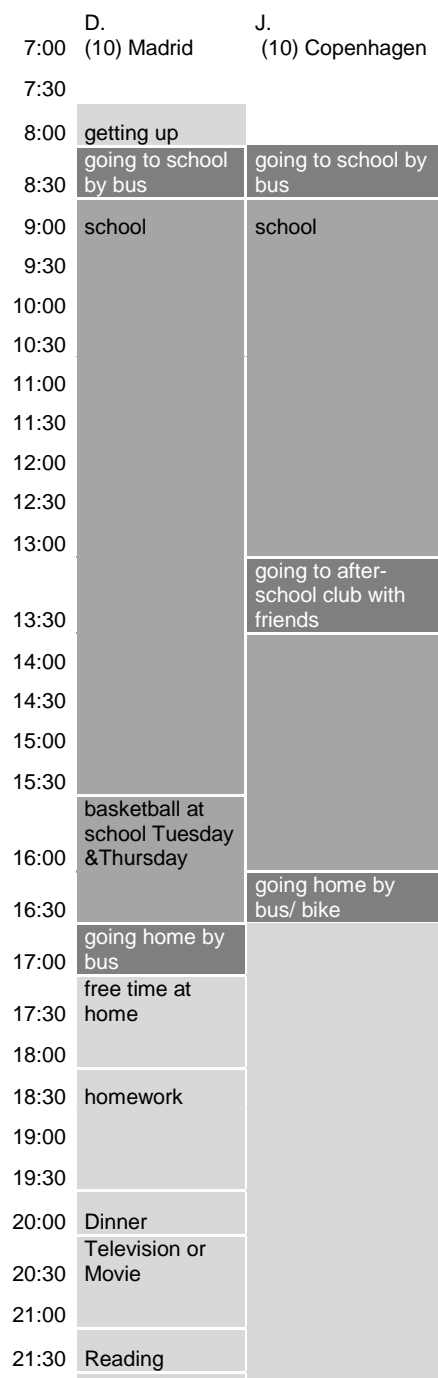 D. J.
7:00 (10) Madrid (10) Copenhagen
7:30
8:00 getting up
going to school going to school by
8:30 by bus bus
9:00 school school
9:30
10:00
10:30
11:00
11:30
12:00
12:30
13:00
going to after-
school club with
13:30 friends
14:00
14:30
15:00
15:30
basketball at
school Tuesday
16:00 &Thursday
going home by
16:30 bus/ bike
going home by
17:00 bus
free time at
17:30 home
18:00
18:30 homework
19:00
19:30
20:00 Dinner
Television or
20:30 Movie
21:00
21:30 Reading